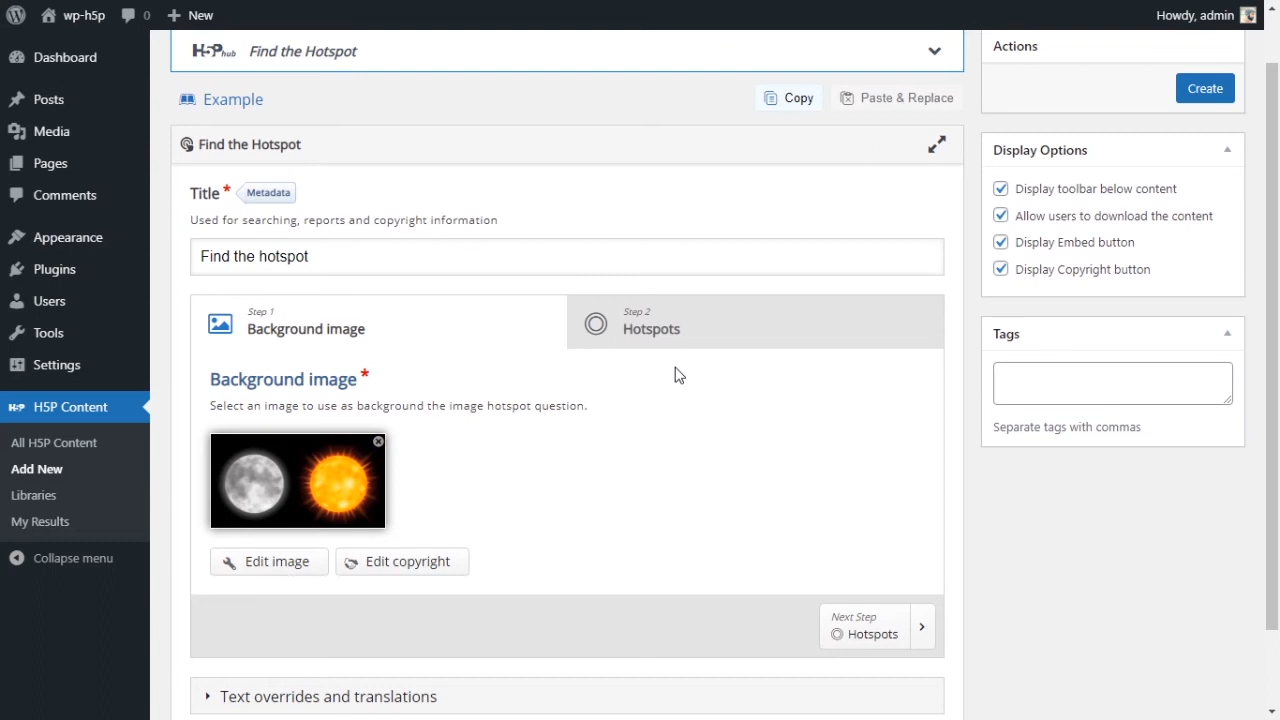 wp-h5p
0
New
Howdy, admin
Dashboard
Posts
Media
Pages
Comments
Appearance
Plugins
Users
Tools
Settings
H5P H5P Content
All H5P Content
Add New
Libraries
My Results
Collapse menu
H5P hub Find the Hotspot
Example
Copy
Paste & Replace
Find the Hotspot
Title * Metadata
Used for searching, reports and copyright information
Find the hotspot
Step 1
Background image
Step 2
Hotspots
Background image *
Select an image to use as background the image hotspot question.
Edit image
Edit copyright
Next Step
Hotspots
Text overrides and translations
Actions
Create
Display Options
Display toolbar below content
Allow users to download the content
Display Embed button
Display Copyright button
Tags
Separate tags with commas